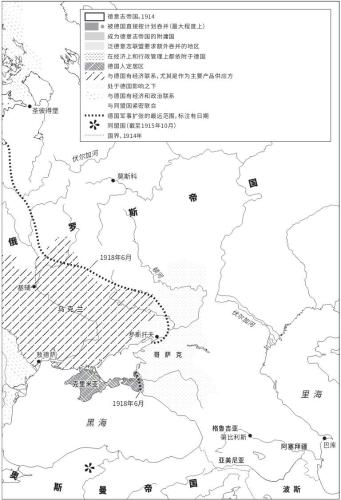 德意志帝国,1914
被德国直接按计划吞并(最大程度上)
成为德意志帝国的附庸国
泛德意志联盟要求额外吞并的地区
在经济上和行政管理上都依附于德国
德国人定居区
与德国有经济联系,尤其是作为主要产品供应方
处于德国影响之下
与德国有经济和政治联系
与同盟国紧密联合
德国军事扩张的最远范围,标注有日期
同盟国(截至1915年10月)
国界,1914年
圣彼得堡
伏尔加河
莫斯科
俄
罗
斯
帝
国
1918年6月
顿河
基辅
乌克兰
伏尔加河
罗斯托夫
敖德萨
哥萨克
克里米亚
1918年6月
里海
黑海
格鲁吉亚
第比利斯
巴库
阿塞拜疆
亚美尼亚
奥
斯
曼
帝
国
波斯